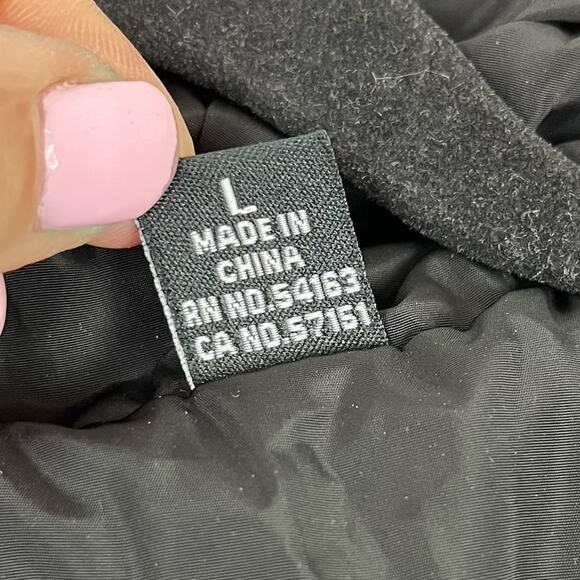 L
MADE IN
CHINA
RN NO.54163
CA NO.57161